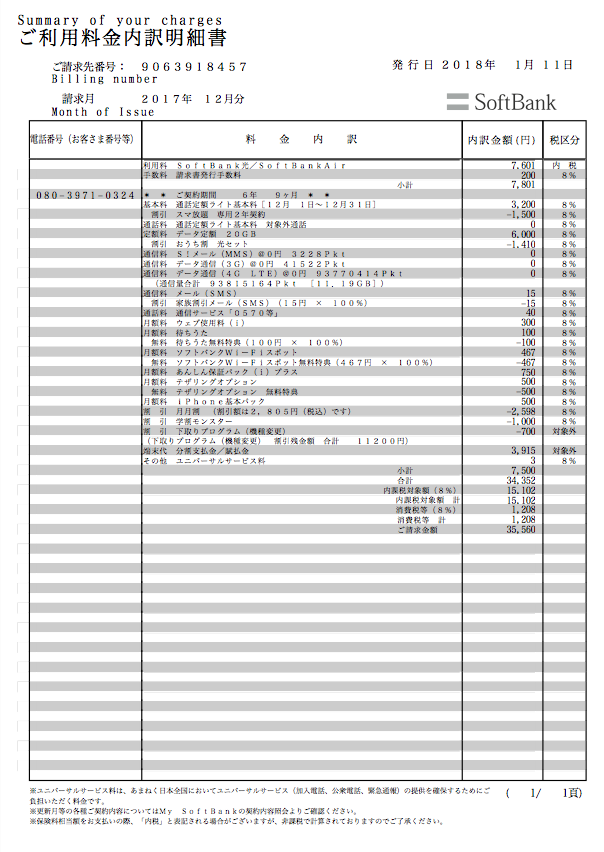 Summary of your charges
ご利用料金内訳明細書
ご請求先番号： ９０６３９１８４５７
Billing number
発行日 ２０１８年 １月 １１日
請求月 ２０１７年 １２月分
Month of Issue
SoftBank
電話番号（お客さま番号等） 料 金 内 訳 内訳金額(円) 税区分
利用料 ＳｏｆｔＢａｎｋ光／ＳｏｆｔＢａｎｋＡｉｒ 7,601 内 税
手数料 請求書発行手数料 200 8%
小計 7,801
０８０－３９７１－０３２４ ＊ ＊ ご契約期間 ６年 ９ヶ月 ＊ ＊
基本料 通話定額ライト基本料［１２月 １日～１２月３１日］ 3,200 8%
割引 スマ放題 専用２年契約 -1,500 8%
通話料 通話定額ライト基本料 対象外通話 0 8%
定額料 データ定額 ２０ＧＢ 6,000 8%
割引 おうち割 光セット -1,410 8%
通信料 Ｓ！メール（ＭＭＳ）＠０円 ３２２８Ｐｋｔ 0 8%
通信料 データ通信（３Ｇ）＠０円 ４１５２２Ｐｋｔ 0 8%
通信料 データ通信（４Ｇ ＬＴＥ）＠０円 ９３７７０４１４Ｐｋｔ 0 8%
（通信量合計 ９３８１５１６４Ｐｋｔ ［１１．１９ＧＢ］）
通信料 メール（ＳＭＳ） 15 8%
割引 家族割引メール（ＳＭＳ）（１５円 × １００％） -15 8%
通話料 通信サービス「０５７０等」 40 8%
月額料 ウェブ使用料（ｉ） 300 8%
月額料 待ちうた 100 8%
無料 待ちうた無料特典（１００円 × １００％） -100 8%
月額料 ソフトバンクＷｉ－Ｆｉスポット 467 8%
無料 ソフトバンクＷｉ－Ｆｉスポット無料特典（４６７円 × １００％） -467 8%
月額料 あんしん保証パック（ｉ）プラス 750 8%
月額料 テザリングオプション 500 8%
無料 テザリングオプション 無料特典 -500 8%
月額料 ｉＰｈｏｎｅ基本パック 500 8%
割 引 月月割 （割引額は２，８０５円（税込）です） -2,598 8%
割 引 学割モンスター -1,000 8%
割 引 下取りプログラム（機種変更） -700 対象外
（下取りプログラム（機種変更） 割引残金額 合計 １１２００円）
端末代 分割支払金／賦払金 3,915 対象外
その他 ユニバーサルサービス料 3 8%
小計 7,500
合計 34,352
内課税対象額（８％） 15,102
内課税対象額 計 15,102
消費税等（８％） 1,208
消費税等 計 1,208
ご請求金額 35,560
※ユニバーサルサービス料は、あまねく日本全国においてユニバーサルサービス（加入電話、公衆電話、緊急通報）の提供を確保するためにご
負担いただく料金です。
( 1/ 1頁)
※更新月等の各種ご契約内容についてはＭｙ ＳｏｆｔＢａｎｋの契約内容照会よりご確認ください。
※保険料相当額をお支払いの際、「内税」と表記される場合がございますが、非課税で計算されておりますのでご了承ください。